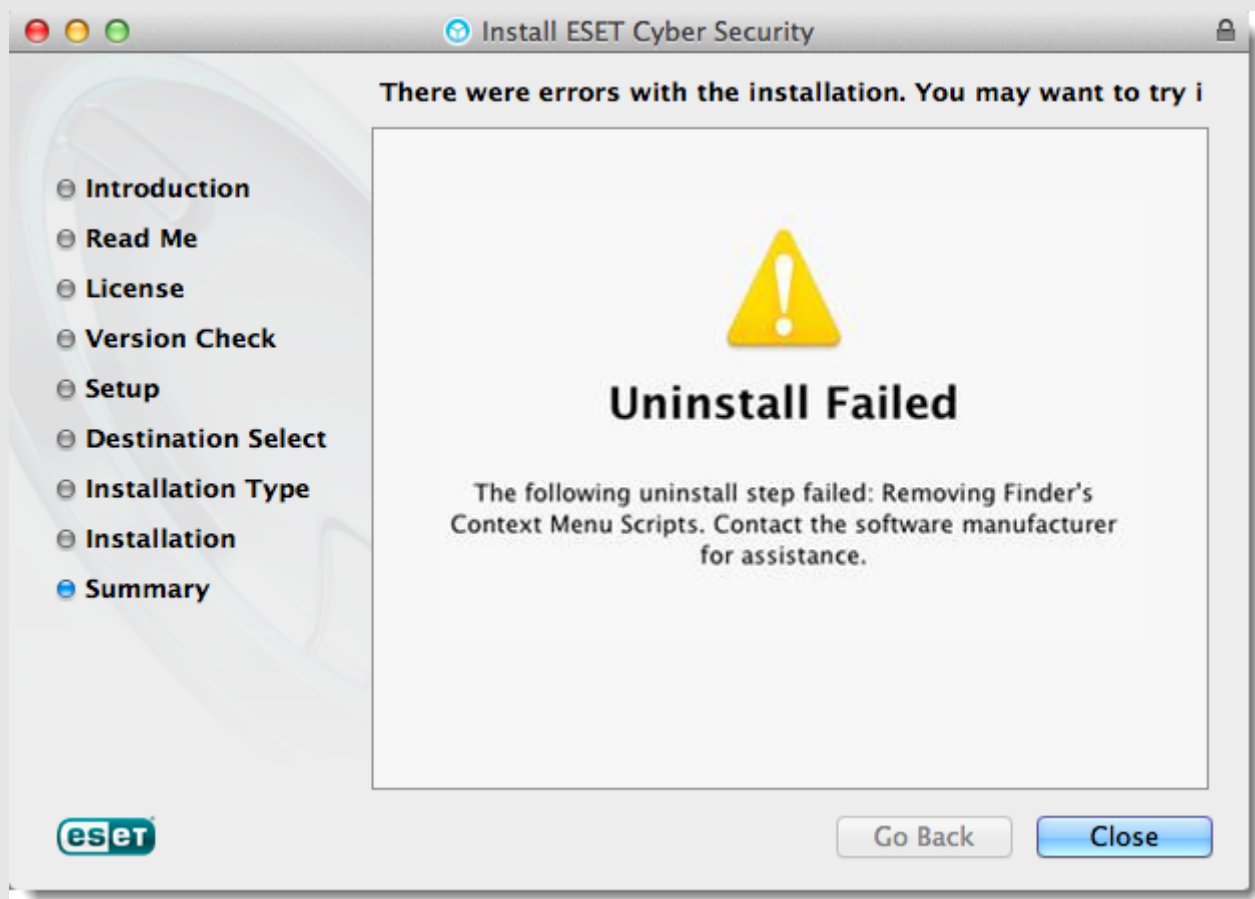 Install ESET Cyber Security
There were errors with the installation. You may want to try i
Introduction
Read Me
License
Version Check
Setup
Destination Select
Installation Type
Installation
Summary
Uninstall Failed
The following uninstall step failed: Removing Finder's
Context Menu Scripts. Contact the software manufacturer
for assistance.
eset
Go Back
Close